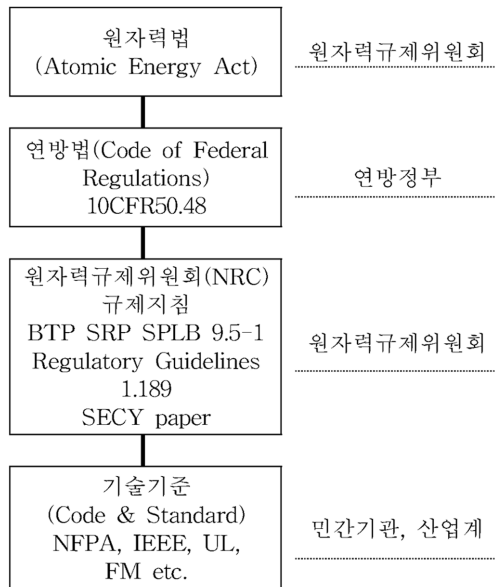 원자력법
(Atomic Energy Act)
원자력규제위원회
연방법(Code of Federal
Regulations)
10CFR50.48
연방정부
원자력규제위원회(NRC)
규제지침
BTP SRP SPLB 9.5-1
Regulatory Guidelines
1.189
SECY paper
원자력규제위원회
기술기준
(Code & Standard)
NFPA, IEEE, UL,
FM etc.
민간기관, 산업계